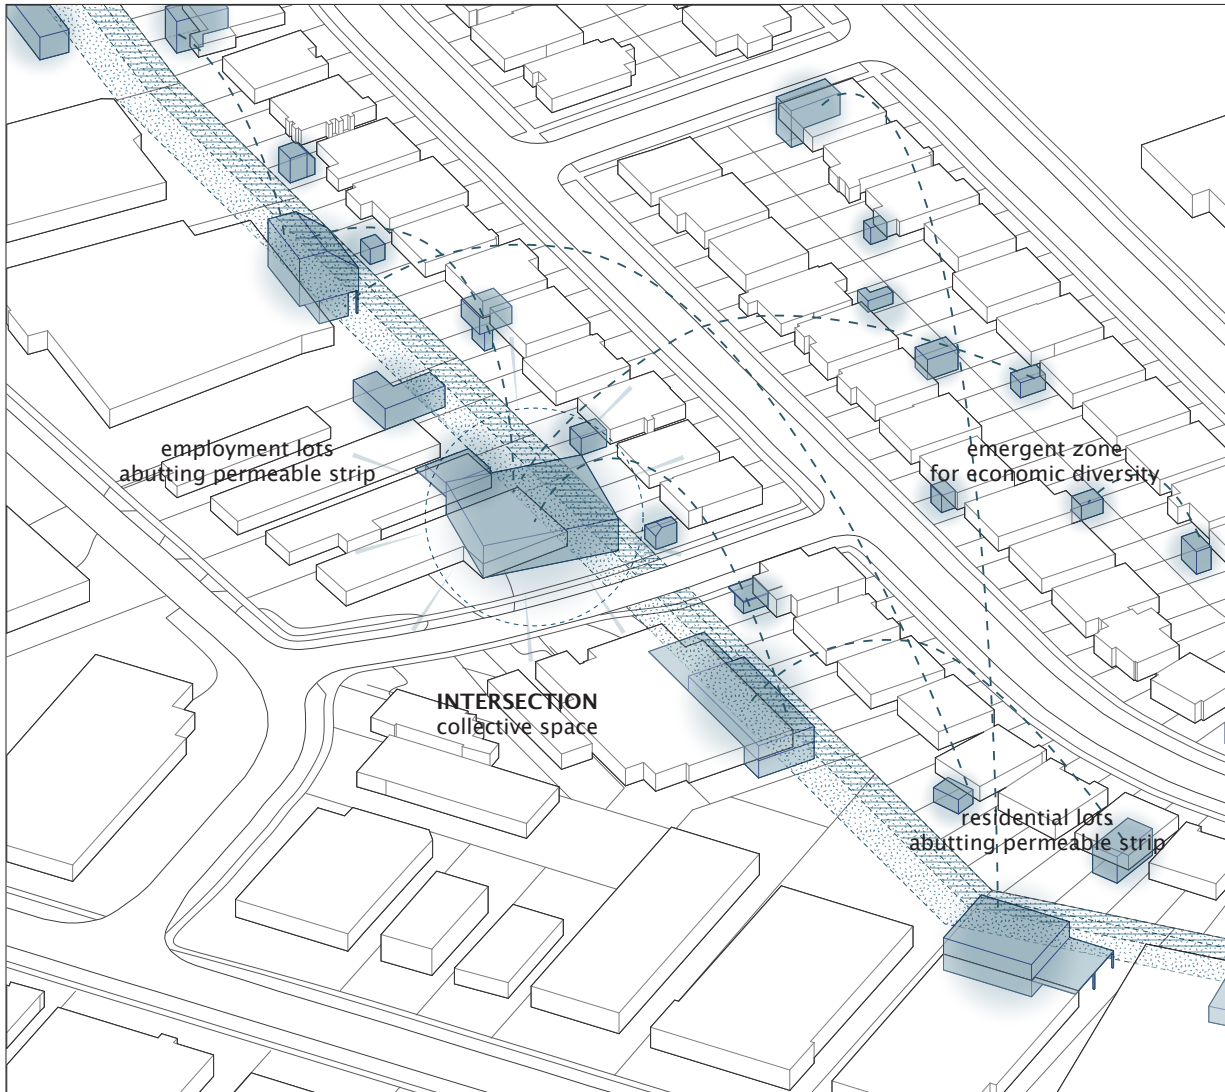 employment lots
abutting permeable strip
emergent zone
for economic diversity
INTERSECTION
collective space
residential lots
abutting permeable strip